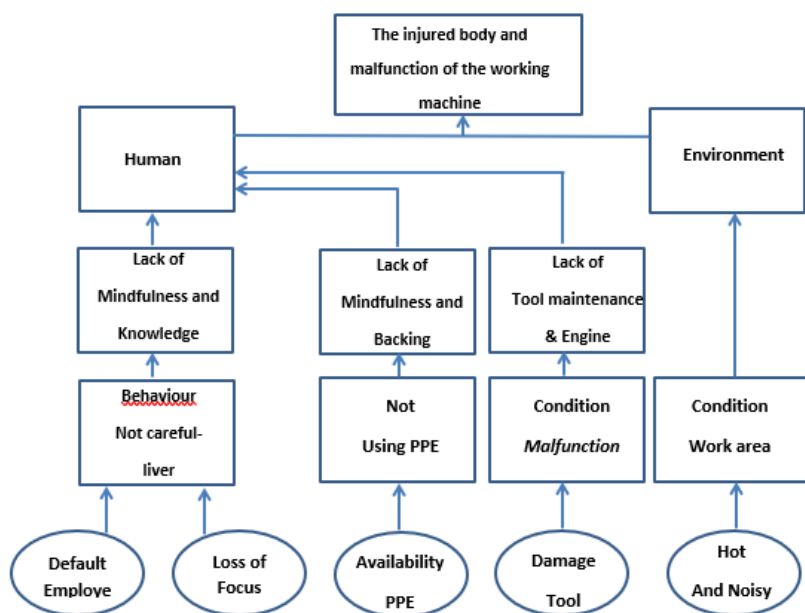 The injured body and
malfunction of the working
machine
Human
Environment
Lack of
Mindfulness and
Knowledge
Lack of
Mindfulness and
Backing
Lack of
Tool maintenance
& Engine
Behaviour
Not careful-
liver
Not
Using PPE
Condition
Malfunction
Condition
Work area
Default
Employe
Loss of
Focus
Availability
PPE
Damage
Tool
Hot
And Noisy